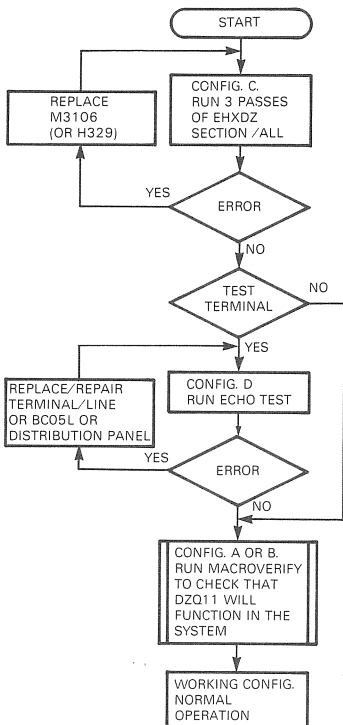 START
CONFIG. C.
RUN 3 PASSES
OF EHXDZ
SECTION /ALL
REPLACE
M3106
(OR H329)
YES
ERROR
NO
TEST
TERMINAL
NO
YES
CONFIG. D
RUN ECHO TEST
REPLACE/REPAIR
TERMINAL/LINE
OR BC05L OR
DISTRIBUTION PANEL
YES
ERROR
NO
CONFIG. A OR B.
RUN MACROVERIFY
TO CHECK THAT
DZQ11 WILL
FUNCTION IN THE
SYSTEM
WORKING CONFIG.
NORMAL
OPERATION